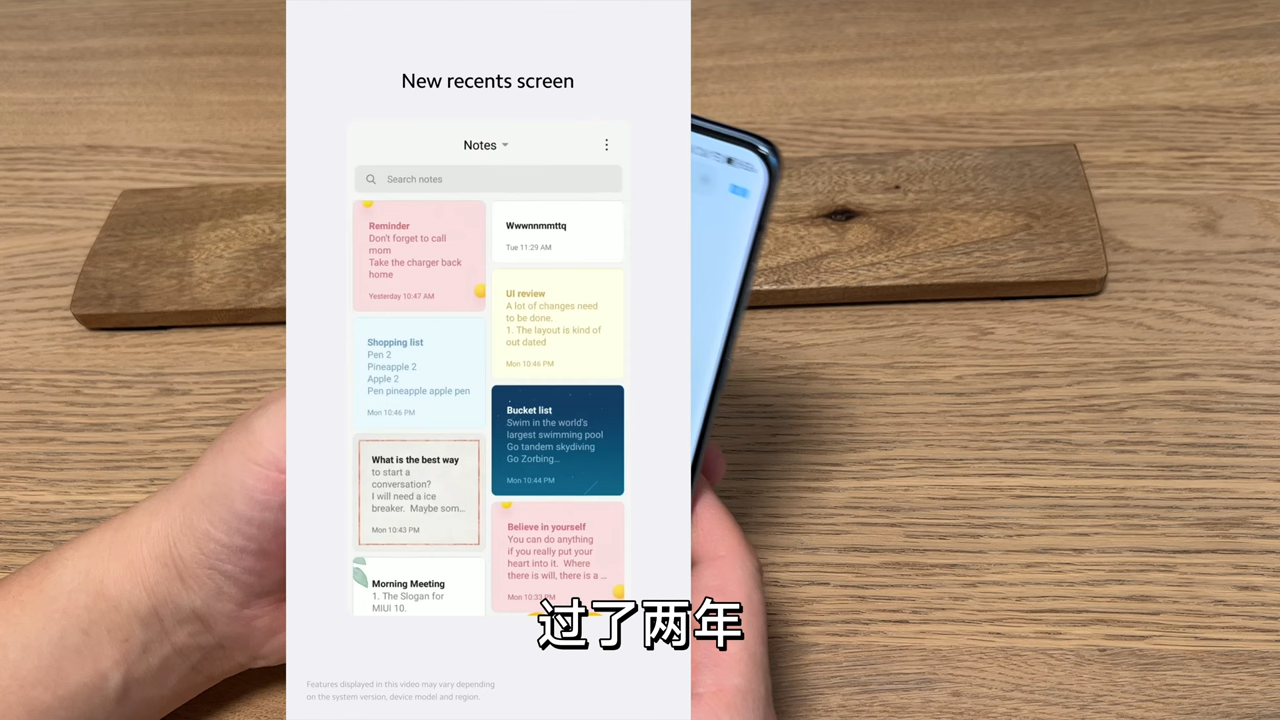 New recents screen
Notes
Search notes
Reminder
Don't forget to call
mom
Take the charger back
home
Yesterday 10:47 AM
Shopping list
Pen 2
Pineapple 2
Apple 2
Pen pineapple apple pen
Mon 10:46 PM
What is the best way
to start a
conversation?
I will need a ice
breaker. Maybe som...
Mon 10:43 PM
Morning Meeting
1. The Slogan for
MIUI 10.
Wwwnnmmttq
Tue 11:29 AM
UI review
A lot of changes need
to be done.
1. The layout is kind of
out dated
Mon 10:46 PM
Bucket list
Swim in the world's
largest swimming pool
Go tandem skydiving
Go Zorbing...
Mon 10:44 PM
Believe in yourself
You can do anything
if you really put your
heart into it. Where
there is will, there is a ...
Mon 10:33 PM
过了两年
Features displayed in this video may vary depending
on the system version, device model and region.